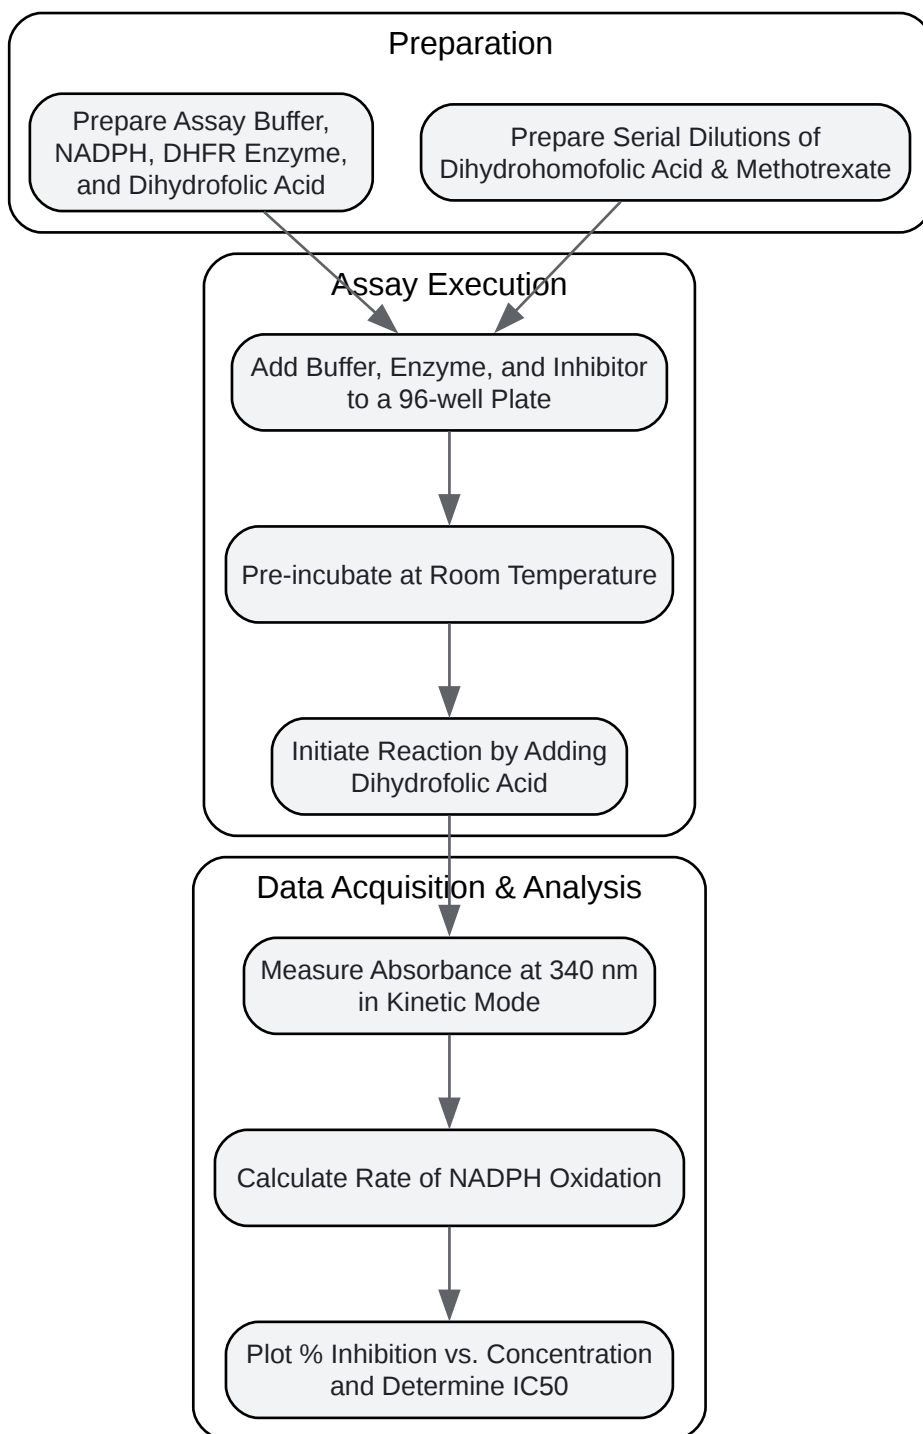 Preparation
Prepare Assay Buffer,
NADPH, DHFR Enzyme,
and Dihydrofolic Acid
Prepare Serial Dilutions of
Dihydrohomofolic Acid & Methotrexate
Assay Execution
Add Buffer, Enzyme, and Inhibitor
to a 96-well Plate
Pre-incubate at Room Temperature
Initiate Reaction by Adding
Dihydrofolic Acid
Data Acquisition & Analysis
Measure Absorbance at 340 nm
in Kinetic Mode
Calculate Rate of NADPH Oxidation
Plot % Inhibition vs. Concentration
and Determine IC50